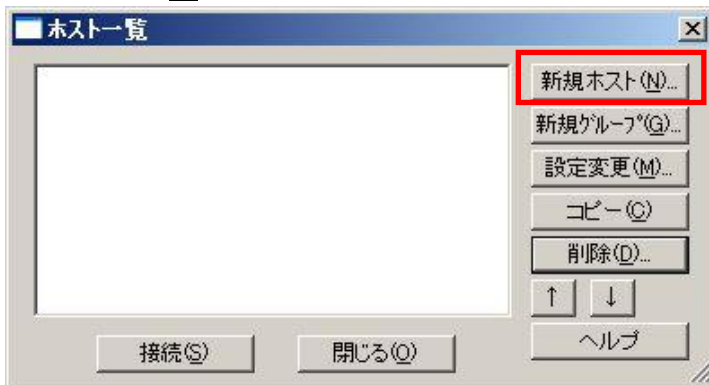 ホスト一覧
新規ホスト(N)...
新規ｸﾞﾙｰﾌﾟ(G)...
設定変更(M)...
コピー(C)
削除(D)...
↑ ↓
接続(S) 閉じる(O) ヘルプ